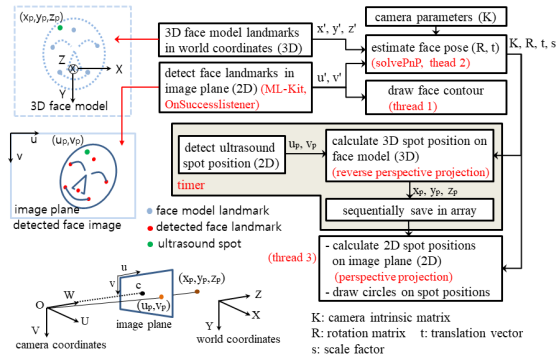 (xₚ,yₚ,zₚ)
Z
X
Y
3D face model
3D face model landmarks
in world coordinates (3D)
x', y', z'
camera parameters (K)
estimate face pose (R, t)
(solvePnP, thead 2)
K, R, t, s
detect face landmarks in
image plane (2D) (ML-Kit,
OnSuccesslistener)
u', v'
draw face contour
(thread 1)
u
v
(uₚ,vₚ)
image plane
detected face image
detect ultrasound
spot position (2D)
timer
uₚ, vₚ
calculate 3D spot position on
face model (3D)
(reverse perspective projection)
xₚ, yₚ, zₚ
sequentially save in array
face model landmark
detected face landmark
ultrasound spot
(thread 3)
- calculate 2D spot positions
on image plane (2D)
(perspective projection)
- draw circles on spot positions
u
v
c
(xₚ,yₚ,zₚ)
(uₚ,vₚ)
O
W
U
V
image plane
camera coordinates
Z
X
Y
world coordinates
K: camera intrinsic matrix
R: rotation matrix t: translation vector
s: scale factor